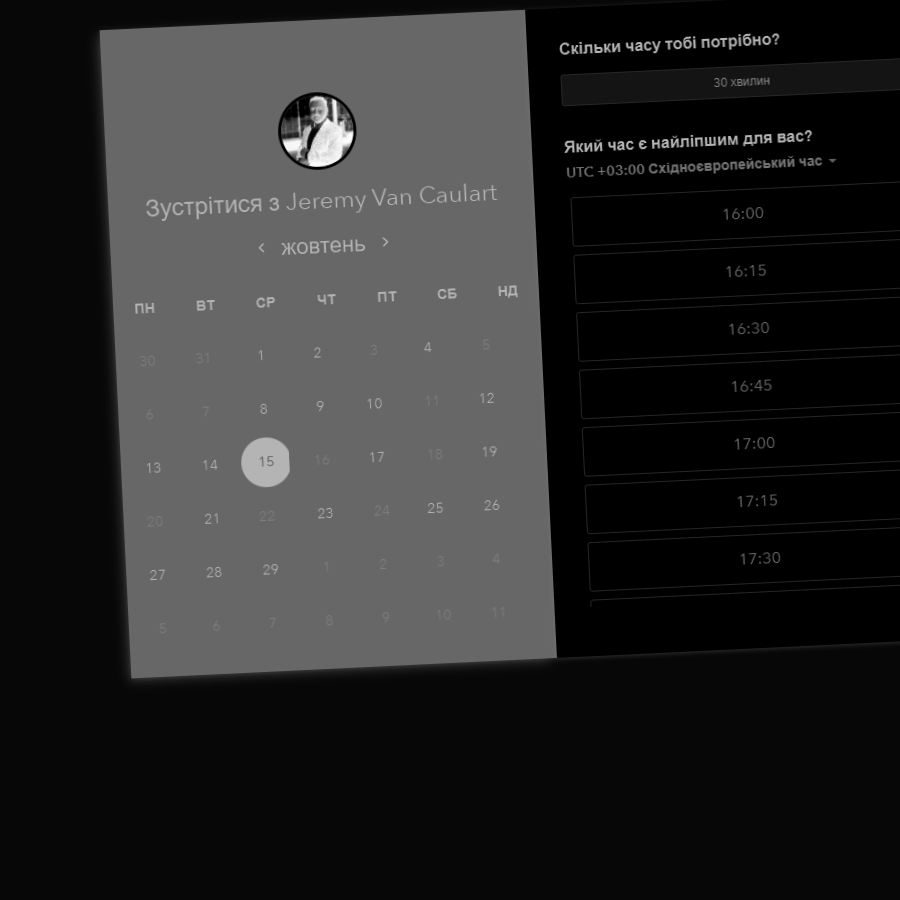 Зустрітися з Jeremy Van Caulart
‹ жовтень ›
ПН ВТ СР ЧТ ПТ СБ НД
30 31 1 2 3 4 5
6 7 8 9 10 11 12
13 14 15 16 17 18 19
20 21 22 23 24 25 26
27 28 29 1 2 3 4
5 6 7 8 9 10 11
Скільки часу тобі потрібно?
30 хвилин
Який час є найліпшим для вас?
UTC +03:00 Східноєвропейський час
16:00
16:15
16:30
16:45
17:00
17:15
17:30